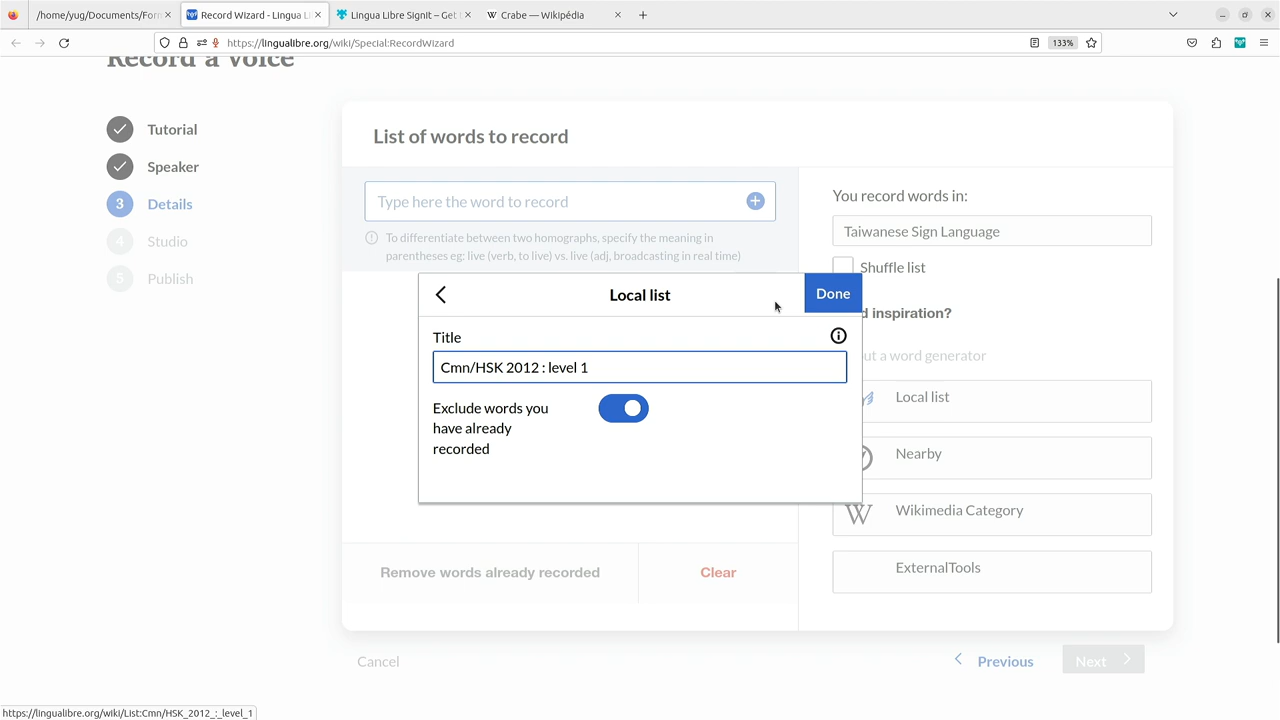 /home/yug/Documents/For
Record Wizard - Lingua Li
Lingua Libre SignIt – Get
Crabe — Wikipédia
https://lingualibre.org/wiki/Special:RecordWizard
133%
Record a voice
Tutorial
Speaker
3 Details
4 Studio
5 Publish
List of words to record
Type here the word to record
To differentiate between two homographs, specify the meaning in
parentheses eg: live (verb, to live) vs. live (adj, broadcasting in real time)
You record words in:
Taiwanese Sign Language
Shuffle list
d inspiration?
out a word generator
Local list
Nearby
Wikimedia Category
ExternalTools
Local list
Done
Title
Cmn/HSK 2012 : level 1
Exclude words you
have already
recorded
Remove words already recorded
Clear
Cancel
Previous
Next
https://lingualibre.org/wiki/List:Cmn/HSK_2012_:_level_1